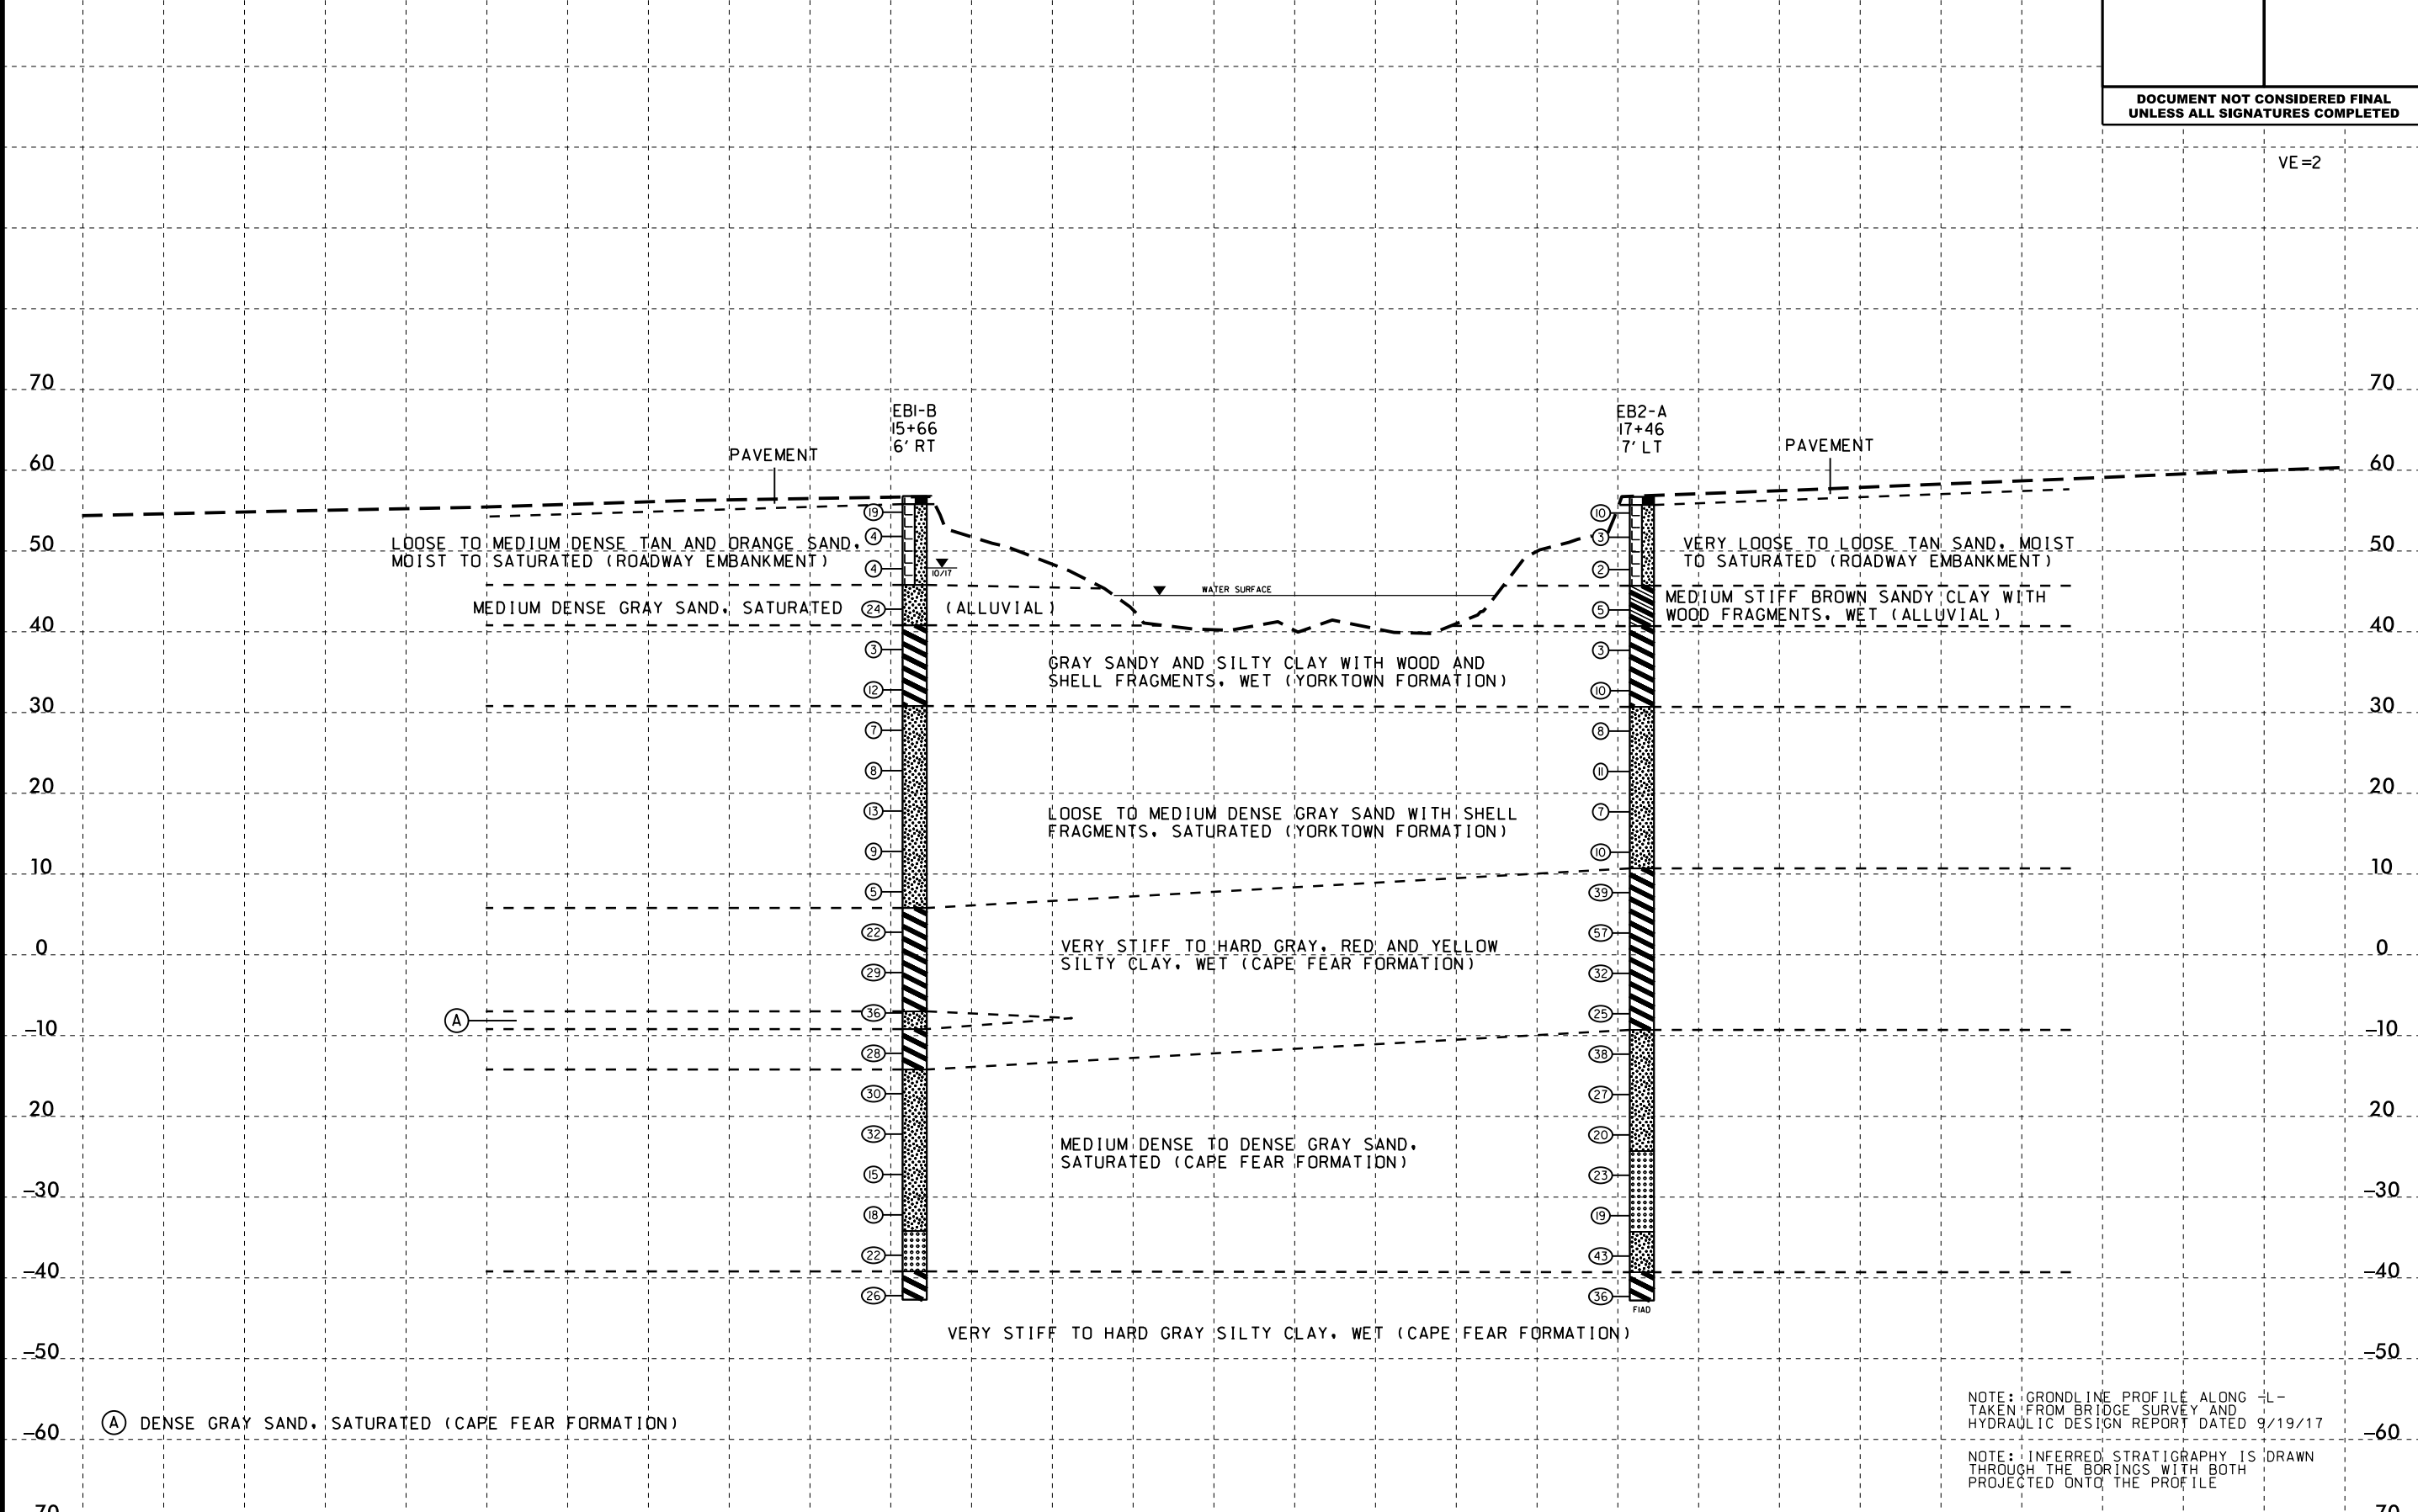 DOCUMENT NOT CONSIDERED FINAL
UNLESS ALL SIGNATURES COMPLETED
VE=2
70 70
EB1-B
15+66
6' RT
EB2-A
17+46
7' LT
PAVEMENT PAVEMENT
60 60
19 10
50 50
LOOSE TO MEDIUM DENSE TAN AND ORANGE SAND,
MOIST TO SATURATED (ROADWAY EMBANKMENT)
4 3
VERY LOOSE TO LOOSE TAN SAND, MOIST
TO SATURATED (ROADWAY EMBANKMENT)
4 10/17 2
WATER SURFACE
MEDIUM DENSE GRAY SAND, SATURATED 24 (ALLUVIAL)
5 MEDIUM STIFF BROWN SANDY CLAY WITH
WOOD FRAGMENTS, WET (ALLUVIAL)
40 40
3 3
GRAY SANDY AND SILTY CLAY WITH WOOD AND
SHELL FRAGMENTS, WET (YORKTOWN FORMATION)
12 10
30 30
7 8
8 11
20 20
13 7
LOOSE TO MEDIUM DENSE GRAY SAND WITH SHELL
FRAGMENTS, SATURATED (YORKTOWN FORMATION)
9 10
10 10
5 39
22 57
0 0
VERY STIFF TO HARD GRAY, RED AND YELLOW
SILTY CLAY, WET (CAPE FEAR FORMATION)
29 32
A 36 25
-10 -10
28 38
30 27
20 20
32 20
MEDIUM DENSE TO DENSE GRAY SAND,
SATURATED (CAPE FEAR FORMATION)
15 23
-30 -30
18 19
22 43
-40 -40
26 36
FIAD
VERY STIFF TO HARD GRAY SILTY CLAY, WET (CAPE FEAR FORMATION)
-50 -50
A DENSE GRAY SAND, SATURATED (CAPE FEAR FORMATION)
-60 -60
NOTE: GRONDLINE PROFILE ALONG -L-
TAKEN FROM BRIDGE SURVEY AND
HYDRAULIC DESIGN REPORT DATED 9/19/17
NOTE: INFERRED STRATIGRAPHY IS DRAWN
THROUGH THE BORINGS WITH BOTH
PROJECTED ONTO THE PROFILE
70 70